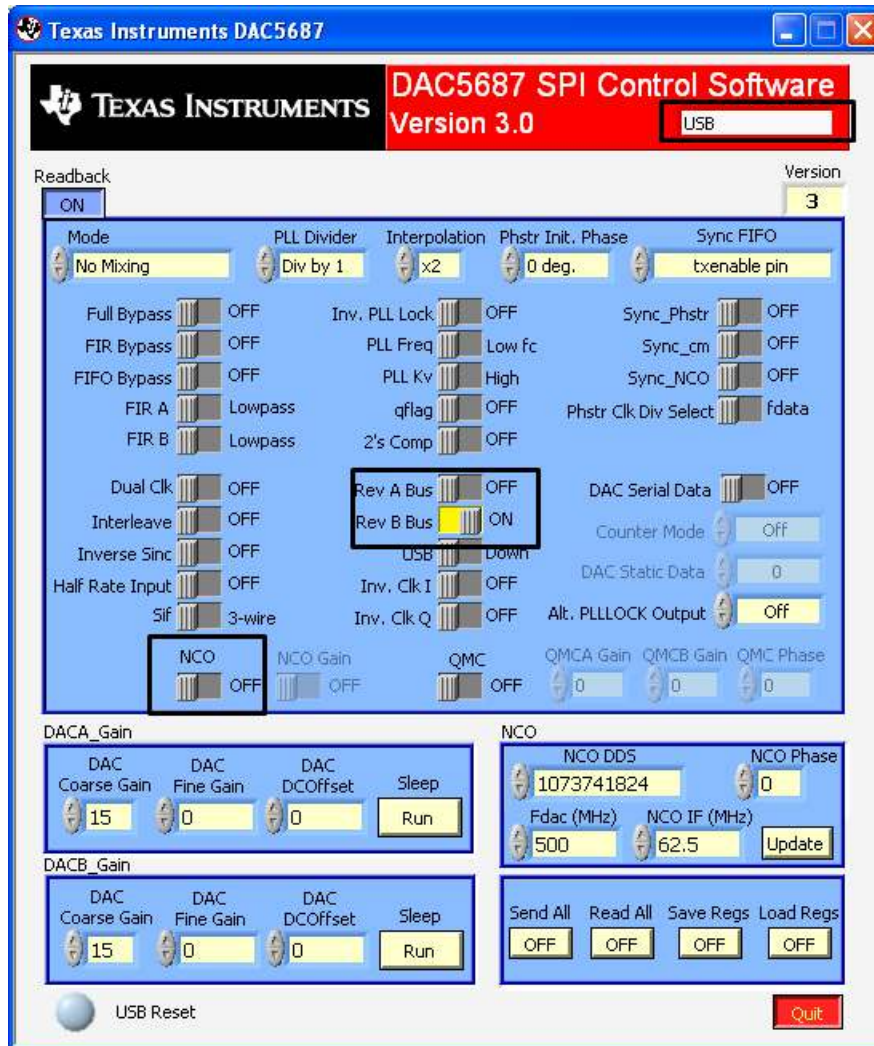 Texas Instruments DAC5687
TEXAS INSTRUMENTS
DAC5687 SPI Control Software
Version 3.0
USB
Readback
Version
ON
3
Mode PLL Divider Interpolation Phstr Init. Phase Sync FIFO
No Mixing Div by 1 x2 0 deg. txenable pin
Full Bypass OFF Inv. PLL Lock OFF Sync_Phstr OFF
FIR Bypass OFF PLL Freq Low fc Sync_cm OFF
FIFO Bypass OFF PLL Kv High Sync_NCO OFF
FIR A Lowpass qflag OFF Phstr Clk Div Select fdata
FIR B Lowpass 2's Comp OFF
Dual Clk OFF Rev A Bus OFF DAC Serial Data OFF
Interleave OFF Rev B Bus ON Counter Mode Off
Inverse Sinc OFF USB Down DAC Static Data 0
Half Rate Input OFF Inv. Clk I OFF
Sif 3-wire Inv. Clk Q OFF Alt. PLLLOCK Output Off
NCO NCO Gain QMC QMCA Gain QMCB Gain QMC Phase
OFF OFF OFF 0 0 0
DACA_Gain
DAC Coarse Gain DAC Fine Gain DAC DCOffset Sleep
15 0 0 Run
NCO
NCO DDS NCO Phase
1073741824 0
Fdac (MHz) NCO IF (MHz)
500 62.5 Update
DACB_Gain
DAC Coarse Gain DAC Fine Gain DAC DCOffset Sleep
15 0 0 Run
Send All Read All Save Regs Load Regs
OFF OFF OFF OFF
USB Reset
Quit